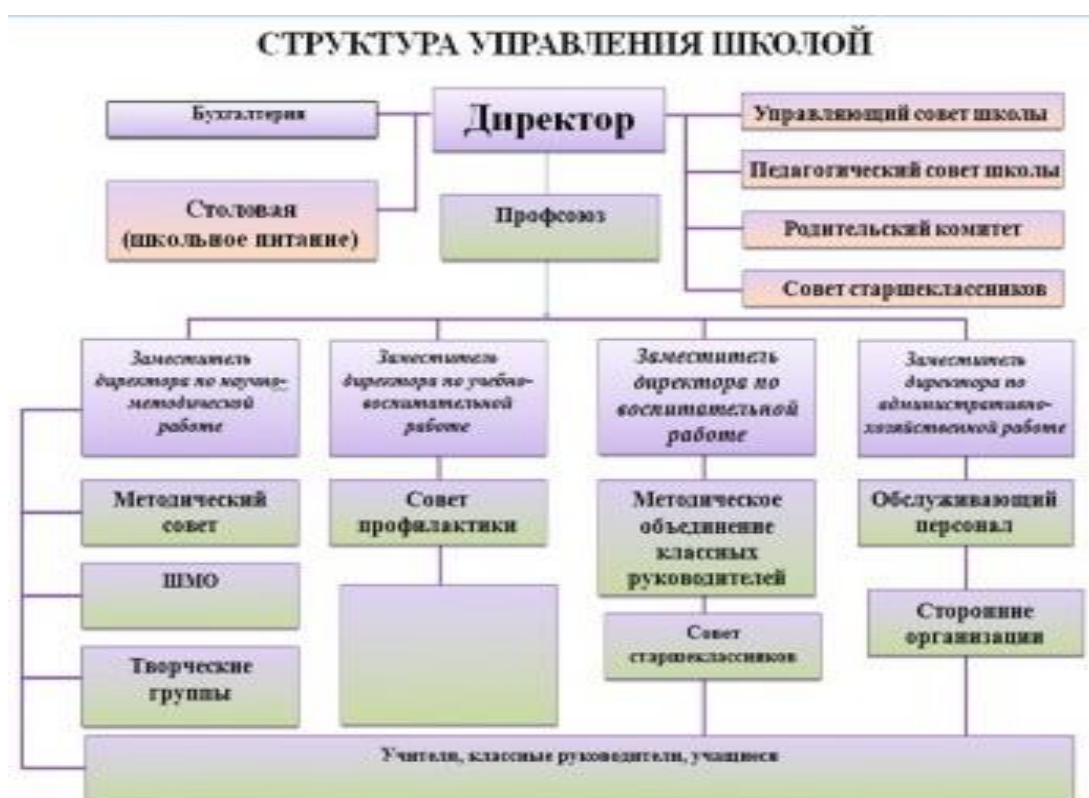 СТРУКТУРА УПРАВЛЕНИЯ ШКОЛОЙ
Бухгалтерия
Директор
Управляющий совет школы
Педагогический совет школы
Столовая
(школьное питание)
Профсоюз
Родительский комитет
Совет старшеклассников
Заместитель
директора по научно-
методической
работе
Заместитель
директора по учебно-
воспитательной
работе
Заместитель
директора по
воспитательной
работе
Заместитель
директора по
административно-
хозяйственной работе
Методический
совет
Совет
профилактики
Методическое
объединение
классных
руководителей
Обслуживающий
персонал
ШМО
Сторонние
организации
Совет
старшеклассников
Творческие
группы
Учителя, классные руководители, учащиеся